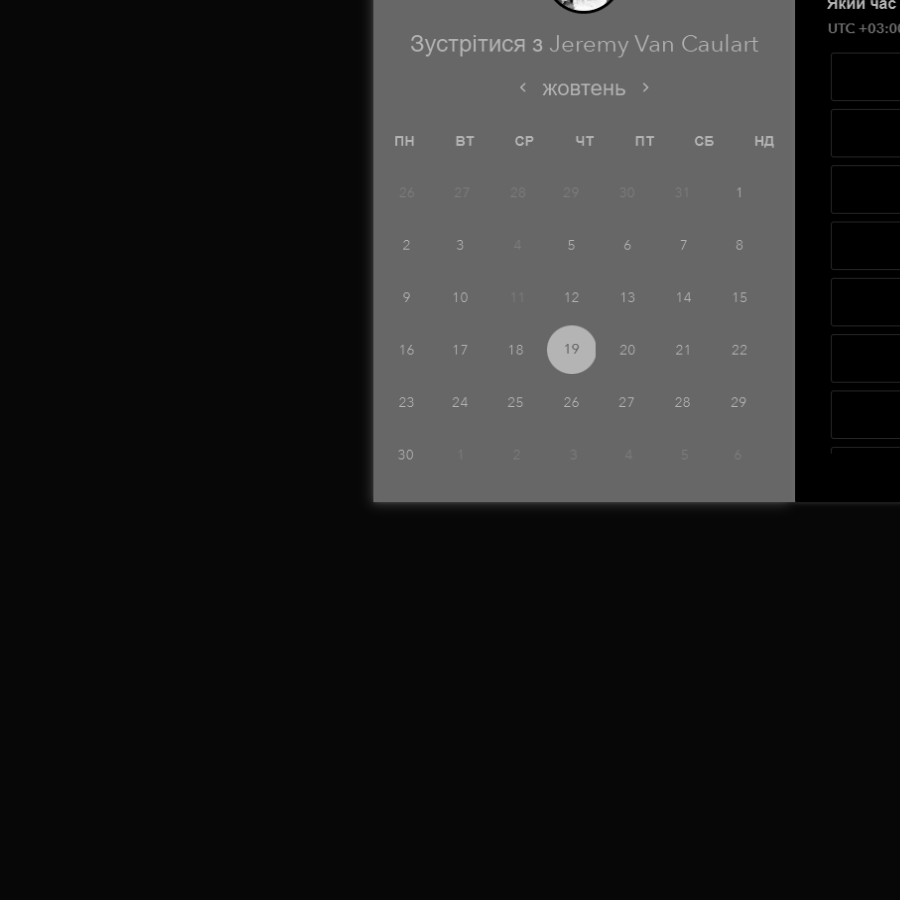 Зустрітися з Jeremy Van Caulart
жовтень
ПН ВТ СР ЧТ ПТ СБ НД
26 27 28 29 30 31 1
2 3 4 5 6 7 8
9 10 11 12 13 14 15
16 17 18 19 20 21 22
23 24 25 26 27 28 29
30 1 2 3 4 5 6
Який час
UTC +03:00